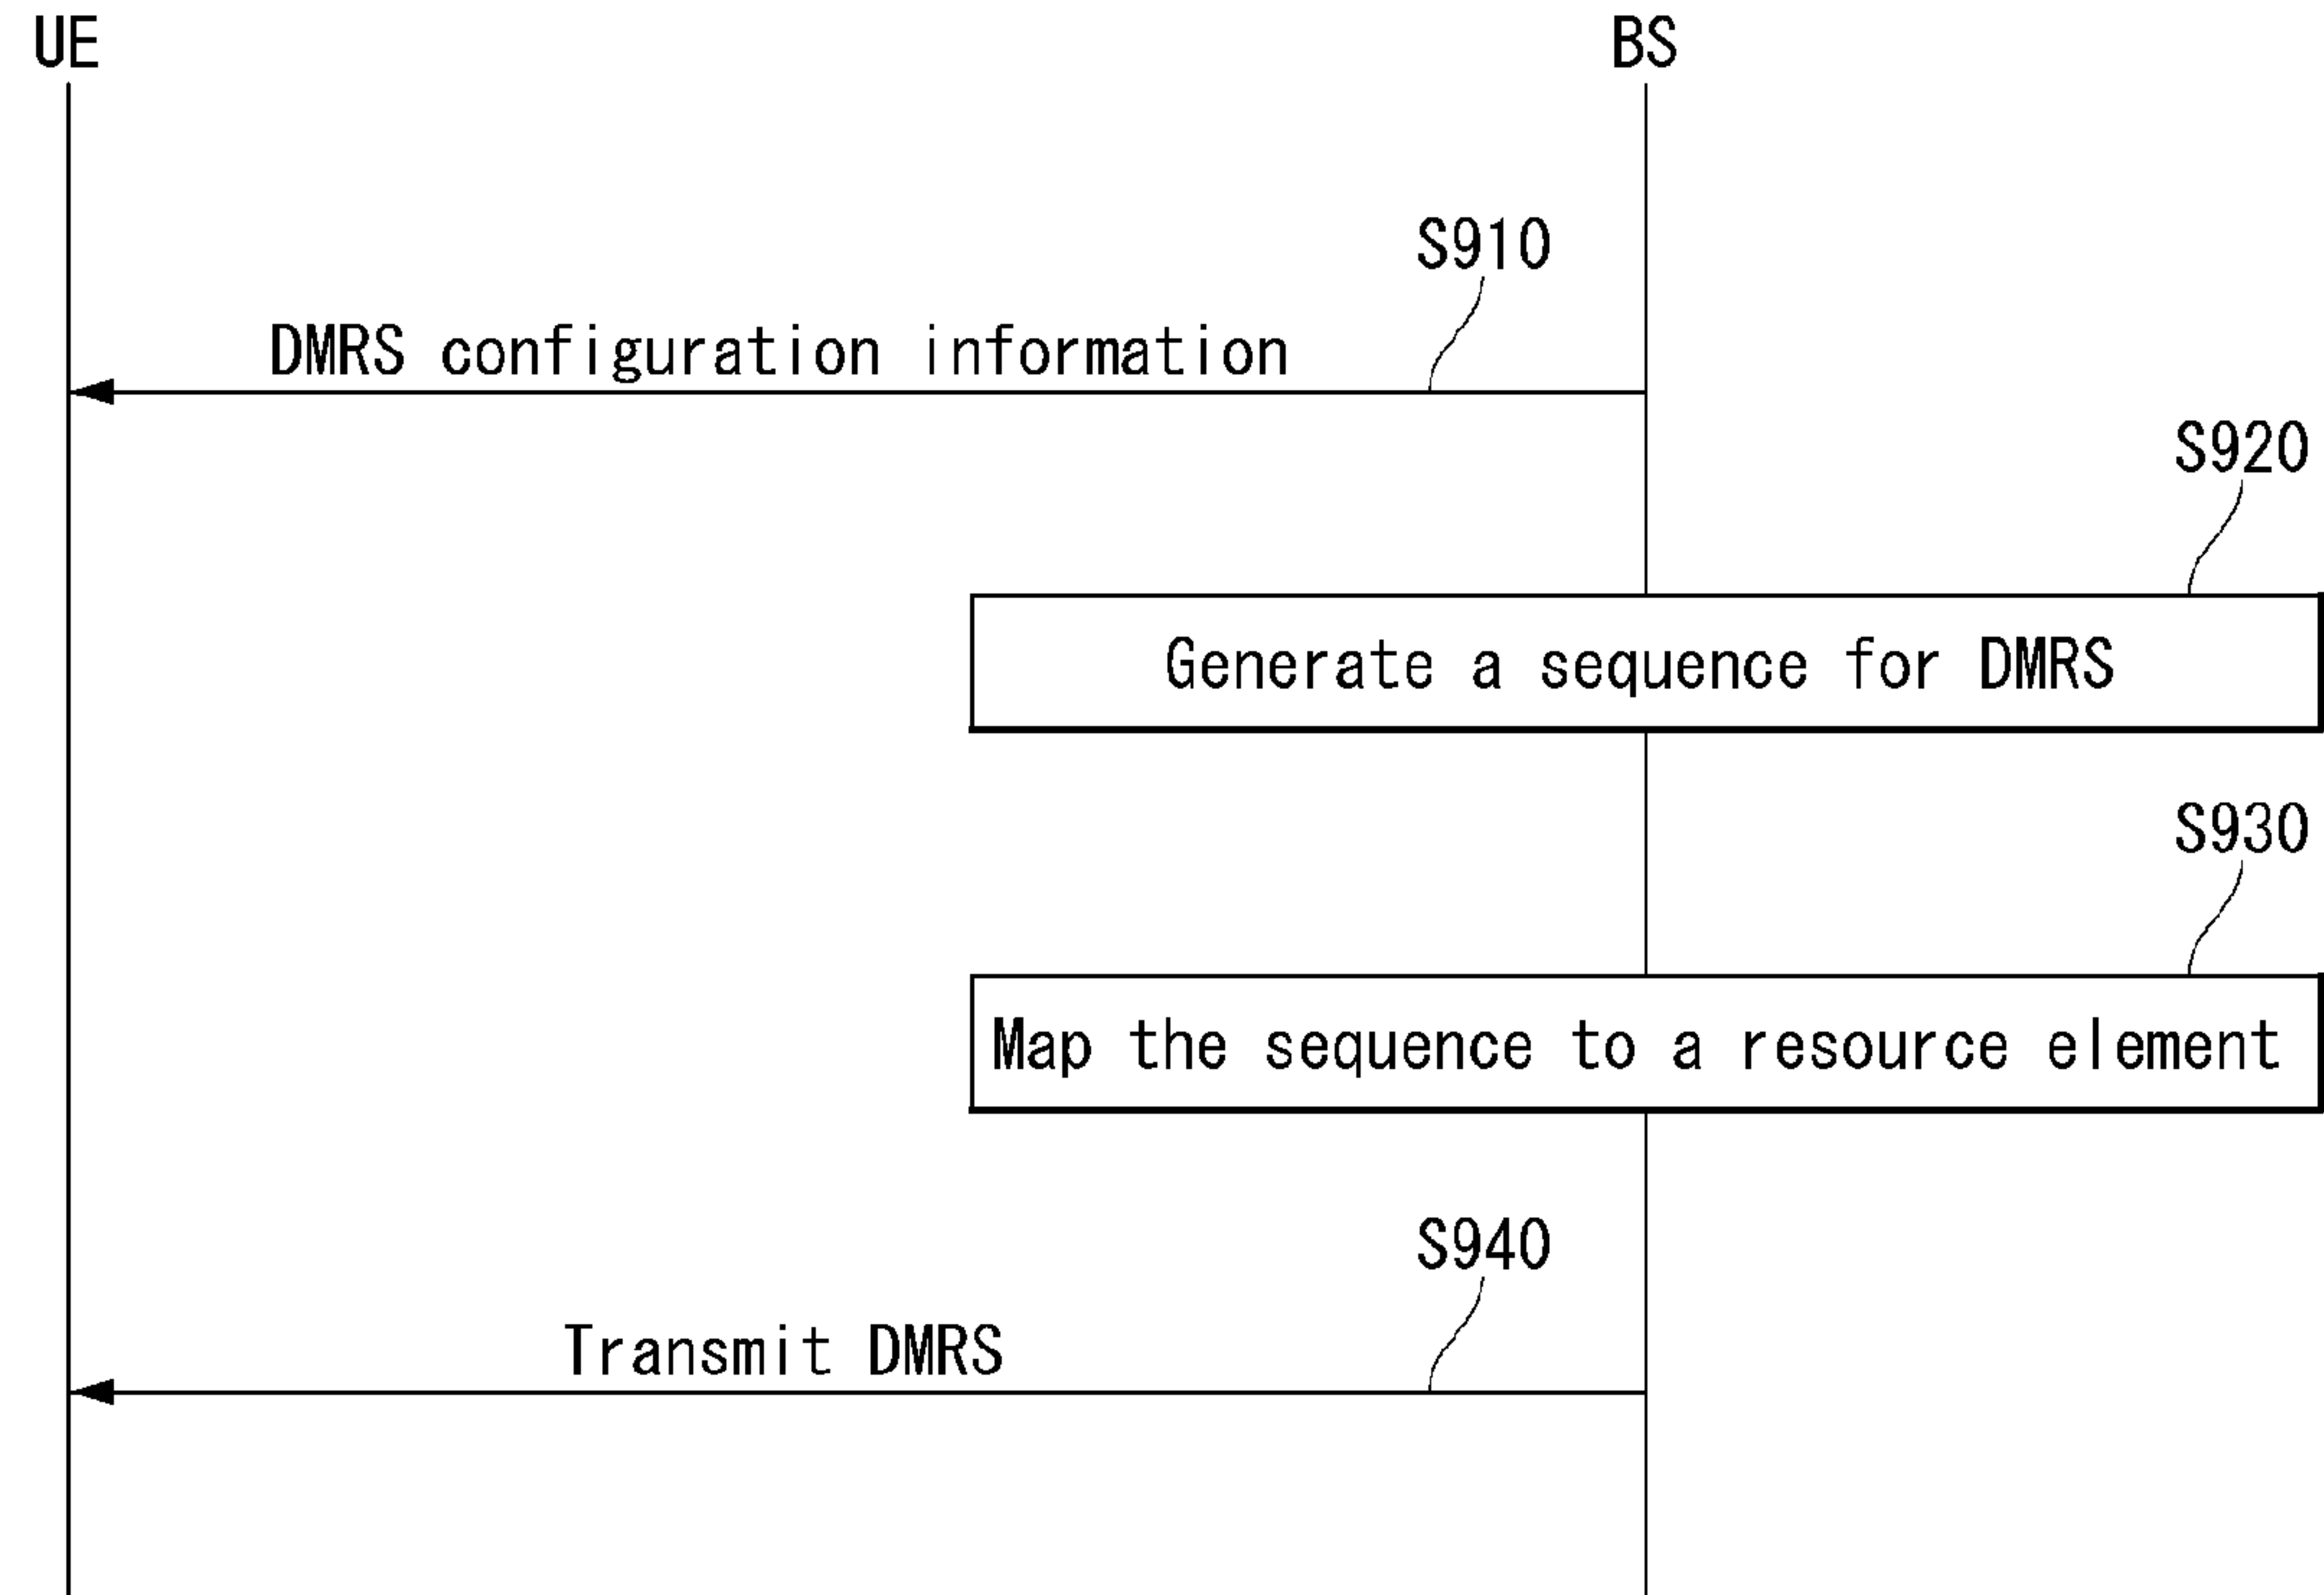 UE
BS
S910
DMRS configuration information
S920
Generate a sequence for DMRS
S930
Map the sequence to a resource element
S940
Transmit DMRS